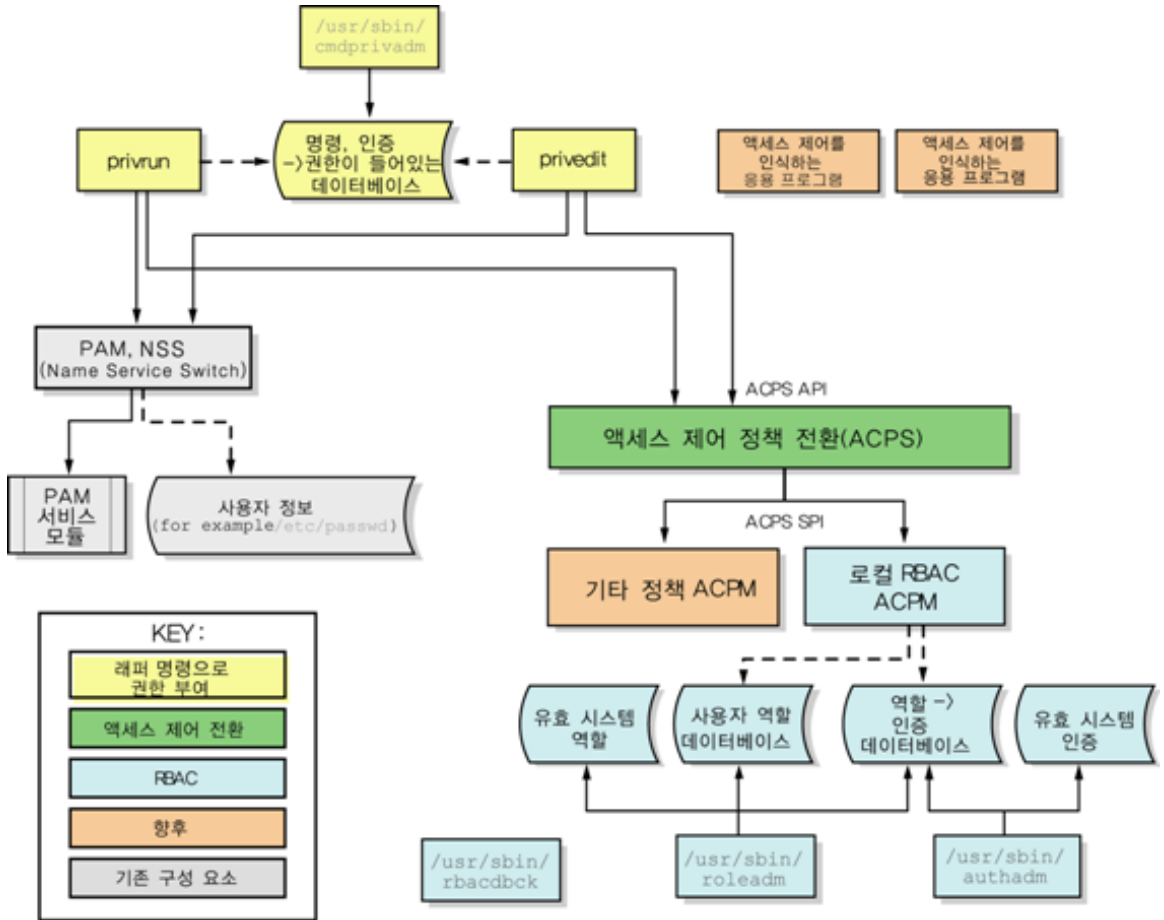 /usr/sbin/
cmdprivadm
privrun
명령, 인증
->권한이 들어있는
데이터베이스
privedit
액세스 제어를
인식하는
응용 프로그램
액세스 제어를
인식하는
응용 프로그램
PAM, NSS
(Name Service Switch)
ACPS API
액세스 제어 정책 전환(ACPS)
PAM
서비스
모듈
사용자 정보
(for example/etc/passwd)
ACPS SPI
기타 정책 ACPM
로컬 RBAC
ACPM
KEY:
래퍼 명령으로
권한 부여
액세스 제어 전환
RBAC
향후
기존 구성 요소
유효 시스템
역할
사용자 역할
데이터베이스
역할 ->
인증
데이터베이스
유효 시스템
인증
/usr/sbin/
rbacdbck
/usr/sbin/
roleadm
/usr/sbin/
authadm